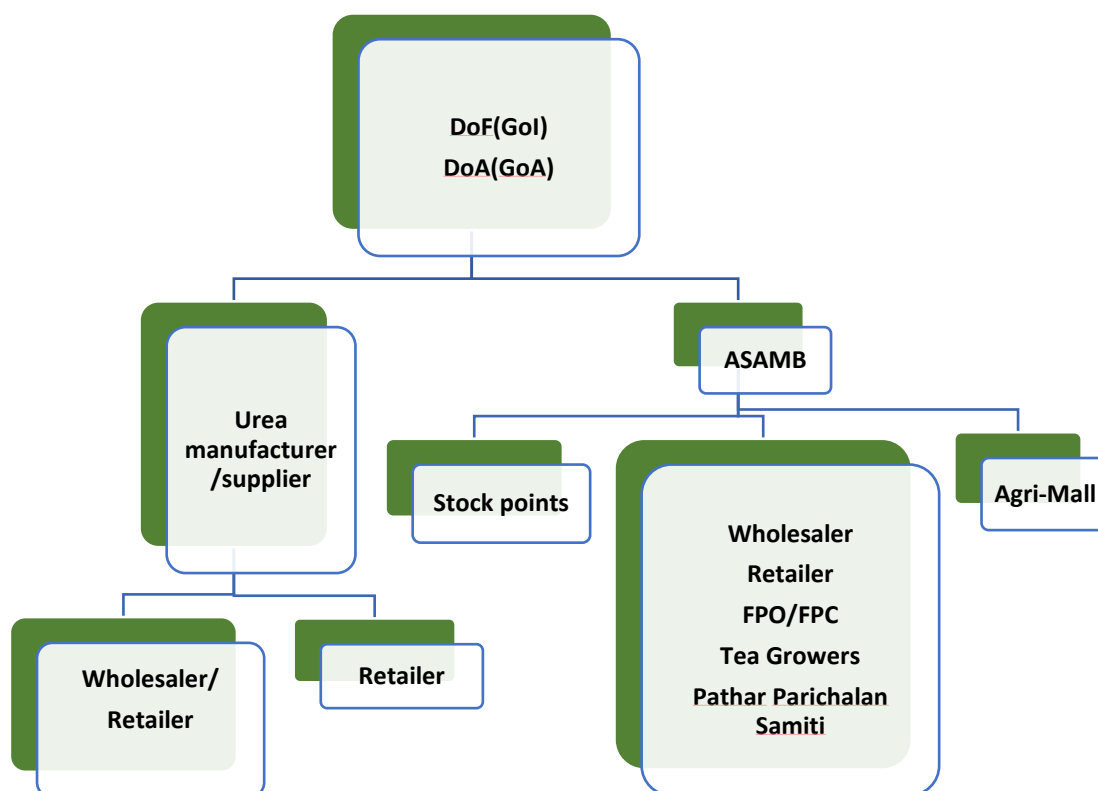 DoF(GoI)
DoA(GoA)
ASAMB
Urea
manufacturer
/supplier
Stock points
Agri-Mall
Wholesaler
Retailer
FPO/FPC
Tea Growers
Pathar Parichalan
Samiti
Wholesaler/
Retailer
Retailer